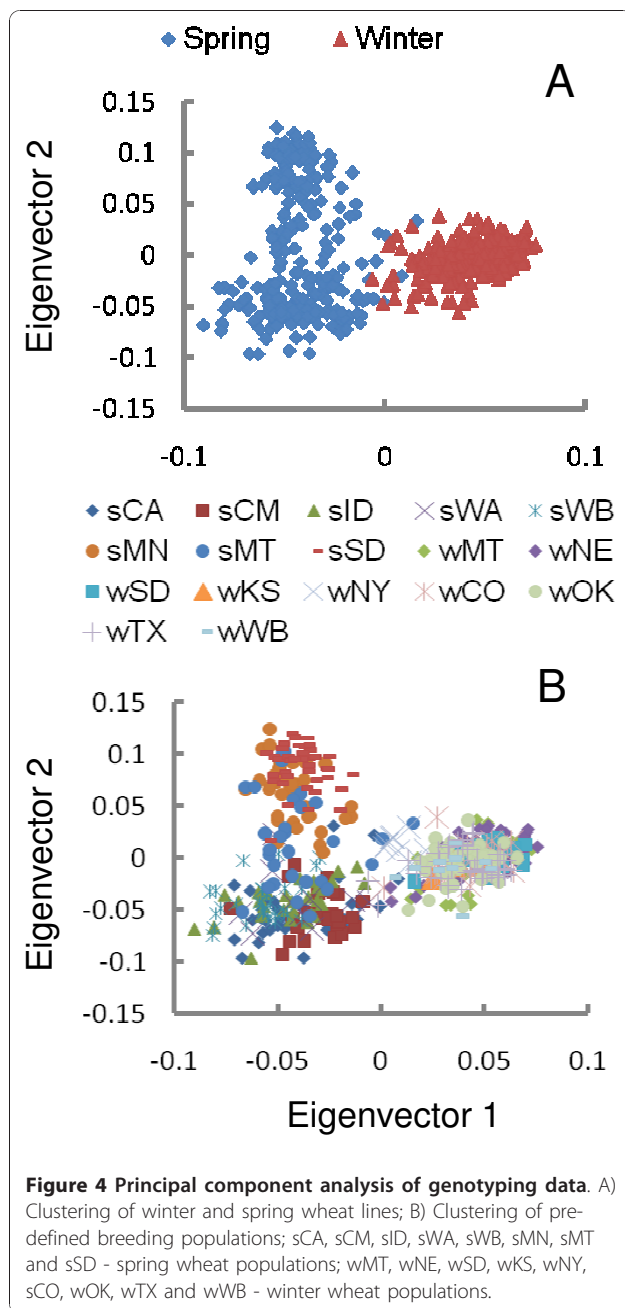 Spring Winter
A
0.15
0.1
0.05
0
-0.05
-0.1
-0.15
Eigenvector 2
-0.1 0 0.1
sCA sCM sID sWA sWB
sMN sMT sSD wMT wNE
wSD wKS wNY wCO wOK
wTX wWB
B
0.15
0.1
0.05
0
-0.05
-0.1
-0.15
Eigenvector 2
-0.1 -0.05 0 0.05 0.1
Eigenvector 1
Figure 4 Principal component analysis of genotyping data. A)
Clustering of winter and spring wheat lines; B) Clustering of pre-
defined breeding populations; sCA, sCM, sID, sWA, sWB, sMN, sMT
and sSD - spring wheat populations; wMT, wNE, wSD, wKS, wNY,
sCO, wOK, wTX and wWB - winter wheat populations.